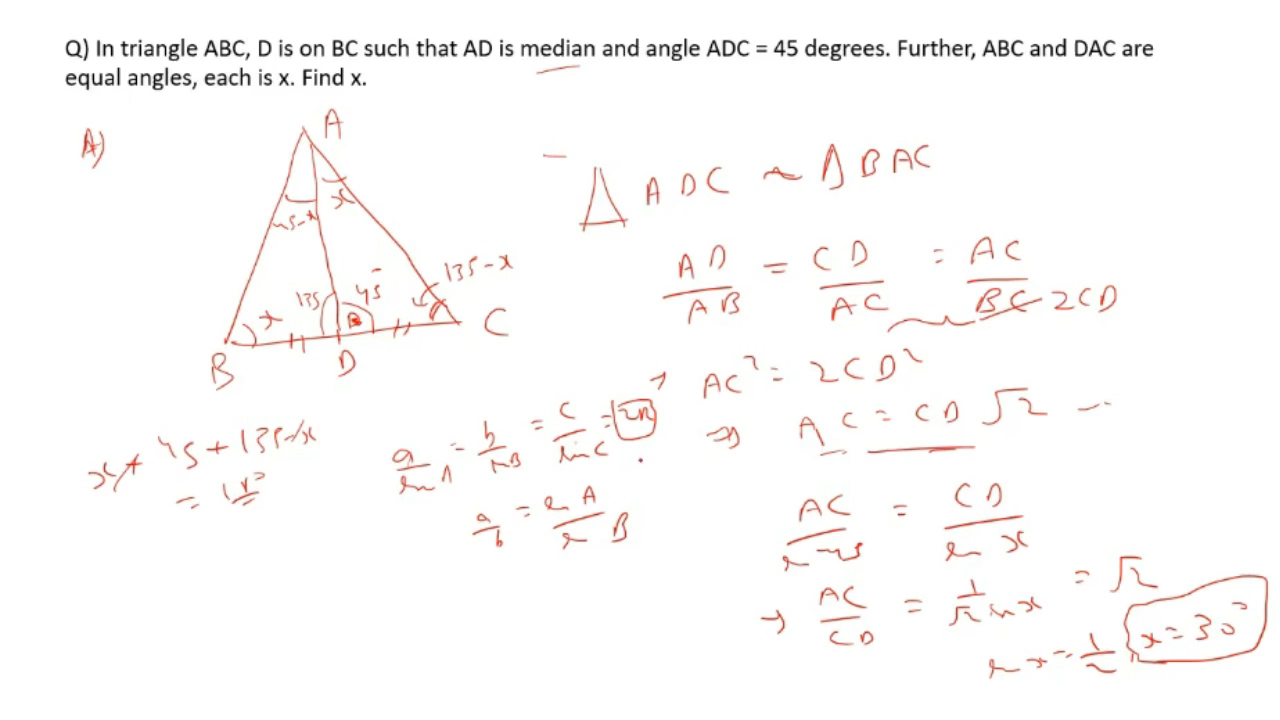 Q) In triangle ABC, D is on BC such that AD is median and angle ADC = 45 degrees. Further, ABC and DAC are
equal angles, each is x. Find x.
A)
A
45-x
x
135
45
135-x
x
B
D
C
Δ ADC ~ Δ BAC
AD/AB = CD/AC = AC/BC 2CD
AC² = 2CD²
⇒ AC = CD √2
x + 45 + 135-x
= 180
a/sin A = b/sin B = c/sin C = 2R
a/b = sin A/sin B
AC/sin 45 = CD/sin x
→ AC/CD = 1/√2 sin x = √2
sin x = 1/2, x = 30°